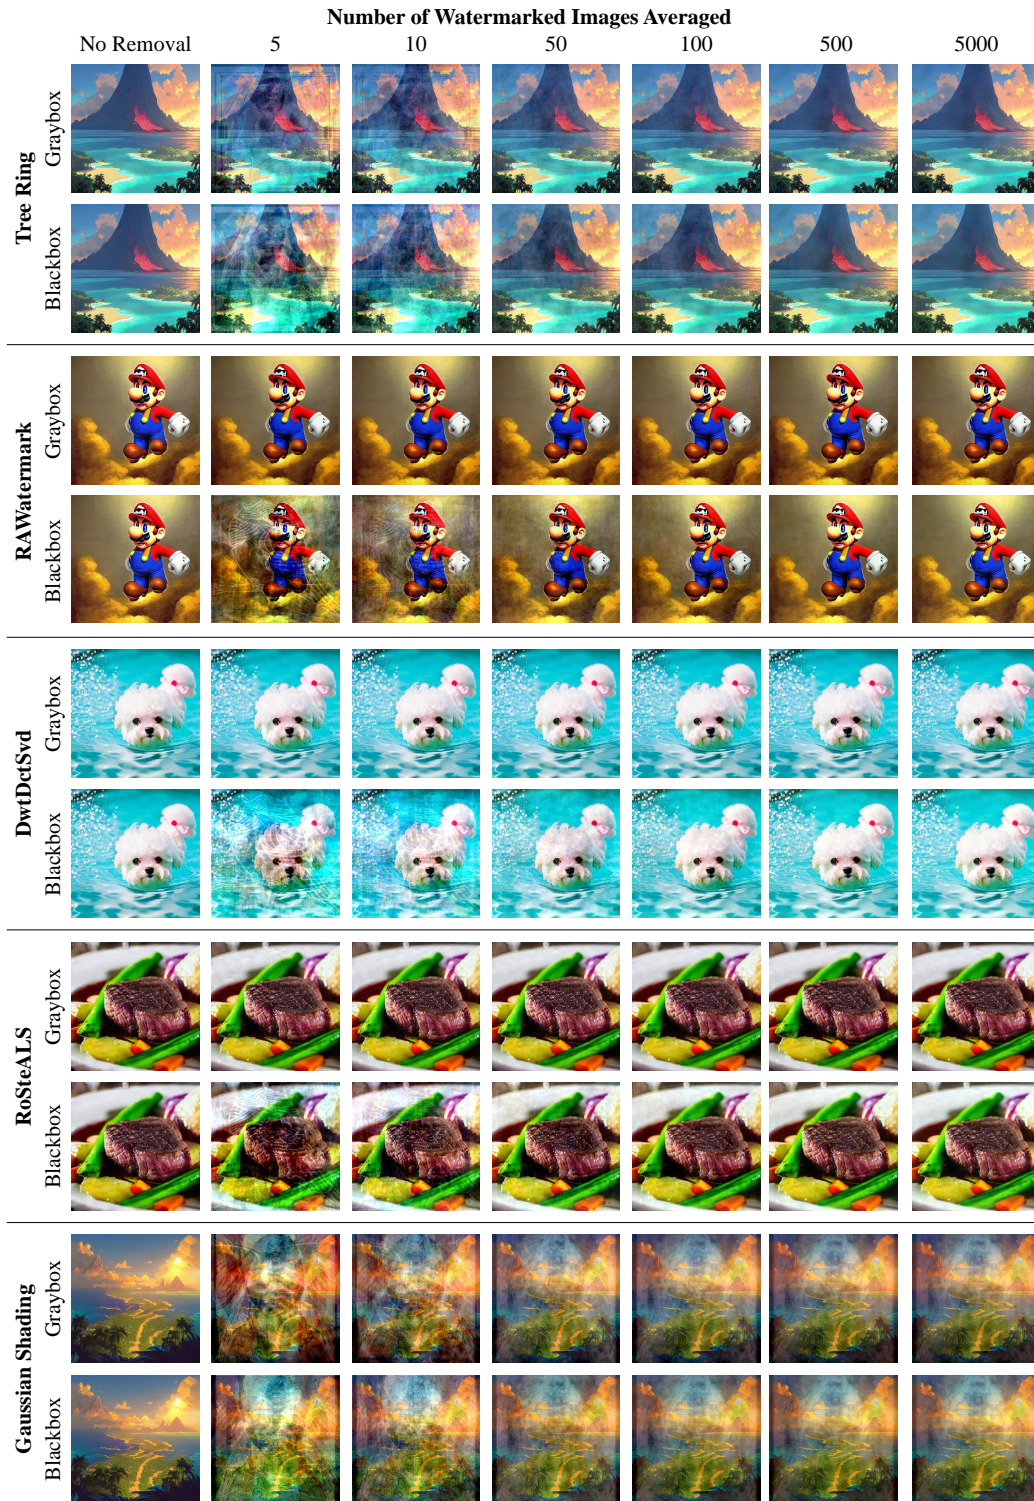 Number of Watermarked Images Averaged
No Removal 5 10 50 100 500 5000
Tree Ring
Graybox
Blackbox
RAWatermark
Graybox
Blackbox
DwtDctSvd
Graybox
Blackbox
RoSteALS
Graybox
Blackbox
Gaussian Shading
Graybox
Blackbox